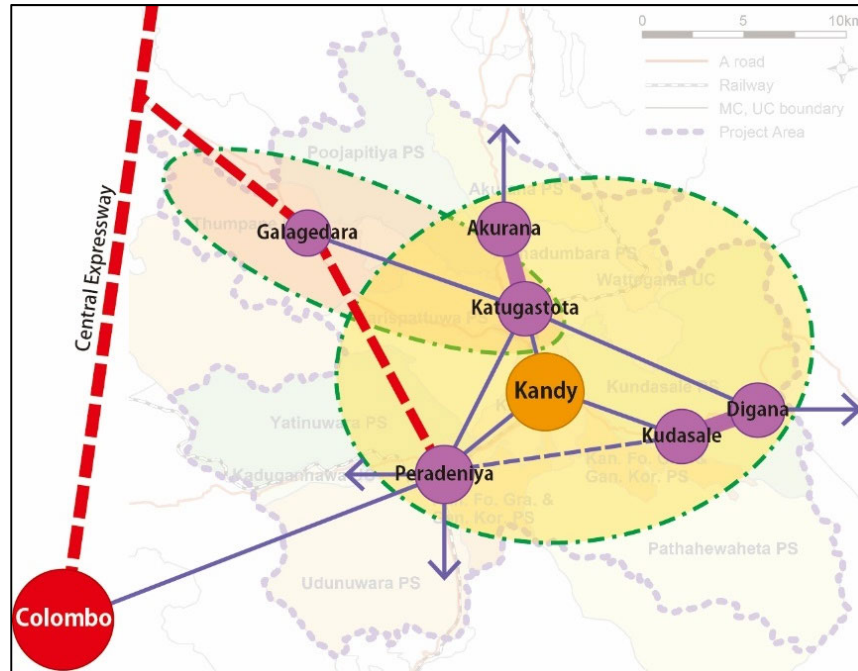 0 5 10km
A road
Railway
MC, UC boundary
Project Area
Poojapitiya PS
Akurana
Galagedara
Wattegama UC
Katugastota
Central Expressway
Kandy
Kundasale PS
Digana
Kudasale
Yatinuwara PS
Peradeniya
Pathahewaheta PS
Udunuwara PS
Colombo